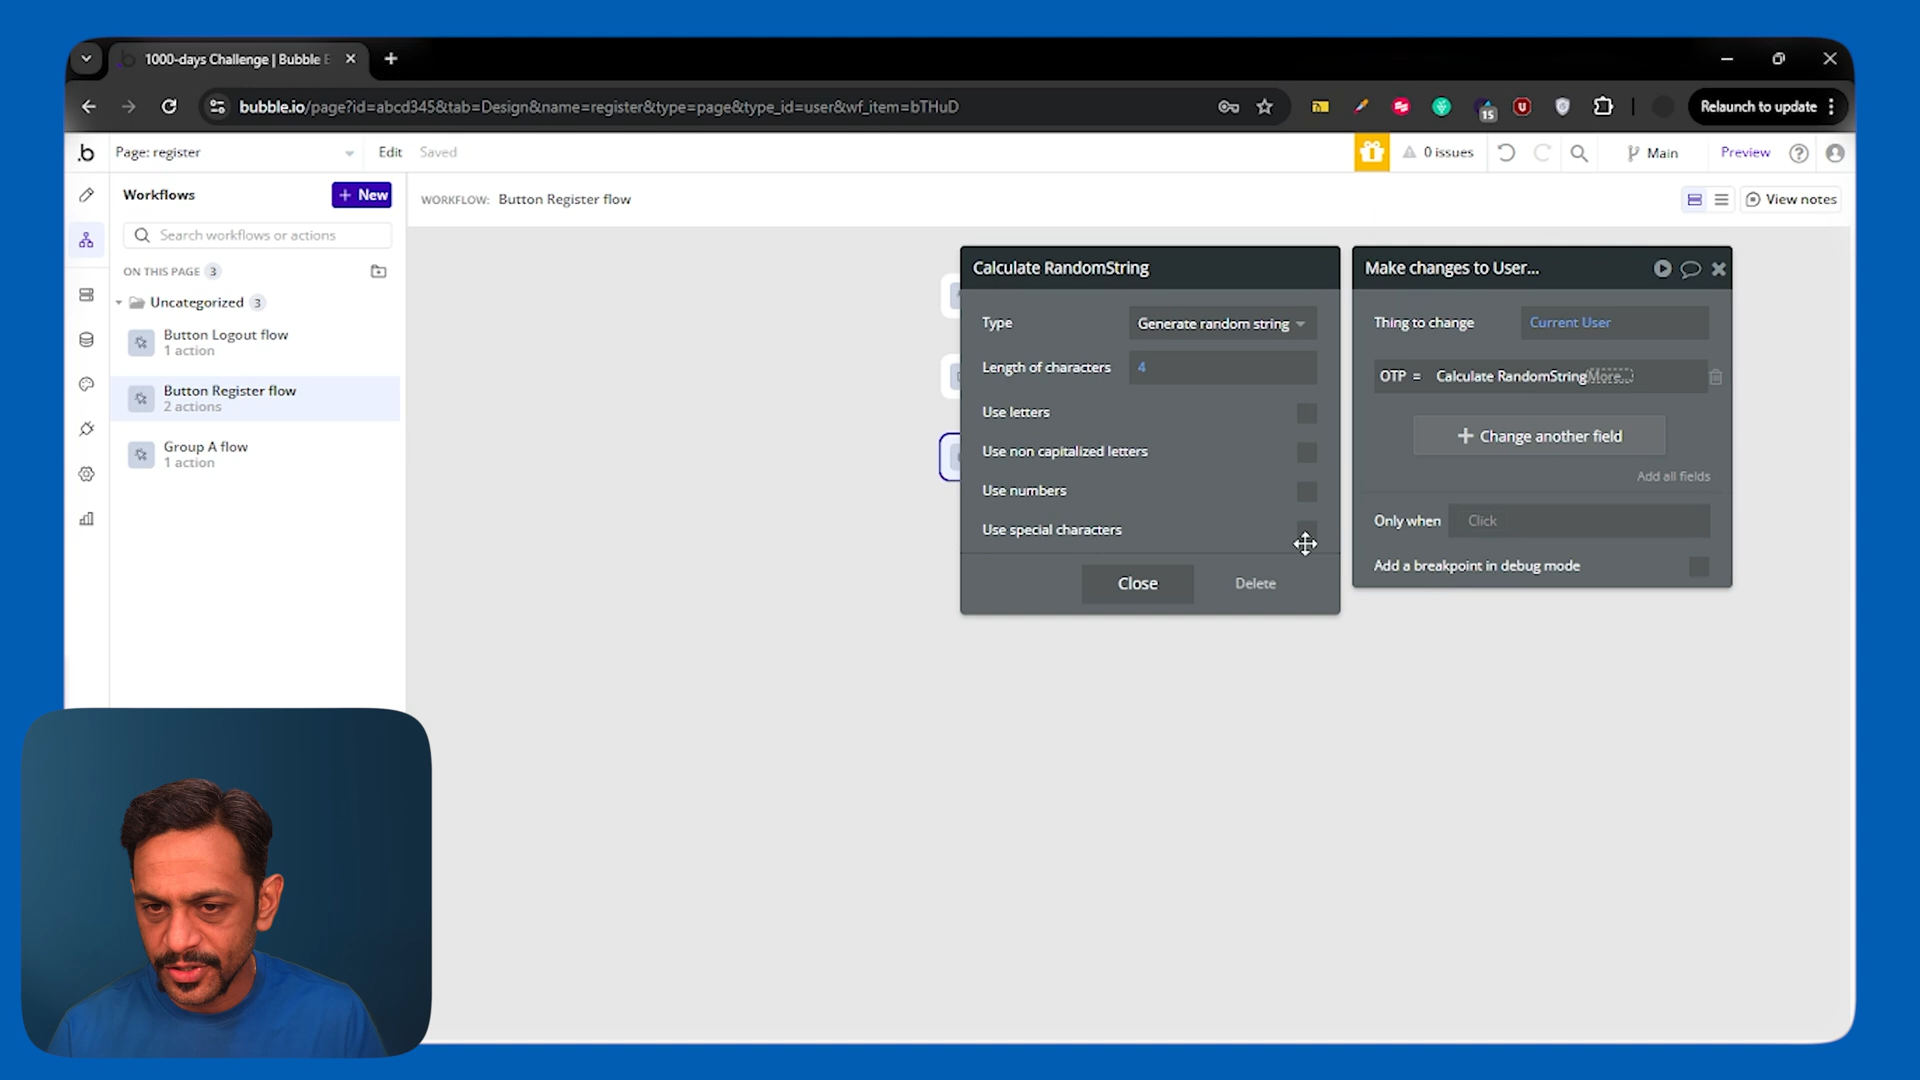 1000-days Challenge | Bubble E
bubble.io/page?id=abcd345&tab=Design&name=register&type=page&type_id=user&wf_item=bTHuD
15
Relaunch to update
.b
Page: register
Edit
Saved
0 issues
Main
Preview
Workflows
+ New
WORKFLOW: Button Register flow
View notes
Search workflows or actions
ON THIS PAGE 3
Uncategorized 3
Button Logout flow
1 action
Button Register flow
2 actions
Group A flow
1 action
Calculate RandomString
Type
Generate random string
Length of characters
4
Use letters
Use non capitalized letters
Use numbers
Use special characters
Close
Delete
Make changes to User...
Thing to change
Current User
OTP = Calculate RandomString More...
+ Change another field
Add all fields
Only when
Click
Add a breakpoint in debug mode